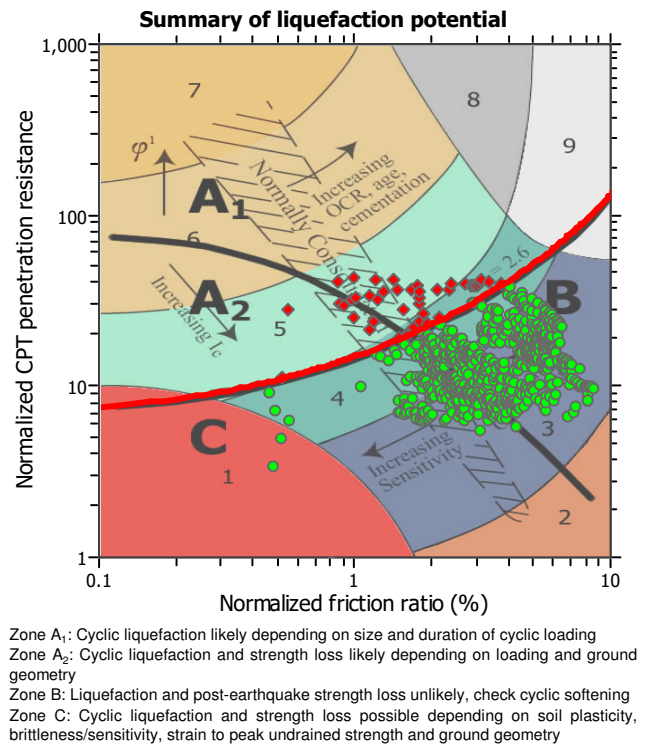 Summary of liquefaction potential
1,000
100
10
1
Normalized CPT penetration resistance
7
8
9
φ¹
A1
Normally Conso
Increasing
OCR, age,
cementation
6
A2
Increasing Ic
5
= 2.6
B
4
3
C
1
Increasing
Sensitivity
2
0.1
1
10
Normalized friction ratio (%)
Zone A1: Cyclic liquefaction likely depending on size and duration of cyclic loading
Zone A2: Cyclic liquefaction and strength loss likely depending on loading and ground
geometry
Zone B: Liquefaction and post-earthquake strength loss unlikely, check cyclic softening
Zone C: Cyclic liquefaction and strength loss possible depending on soil plasticity,
brittleness/sensitivity, strain to peak undrained strength and ground geometry